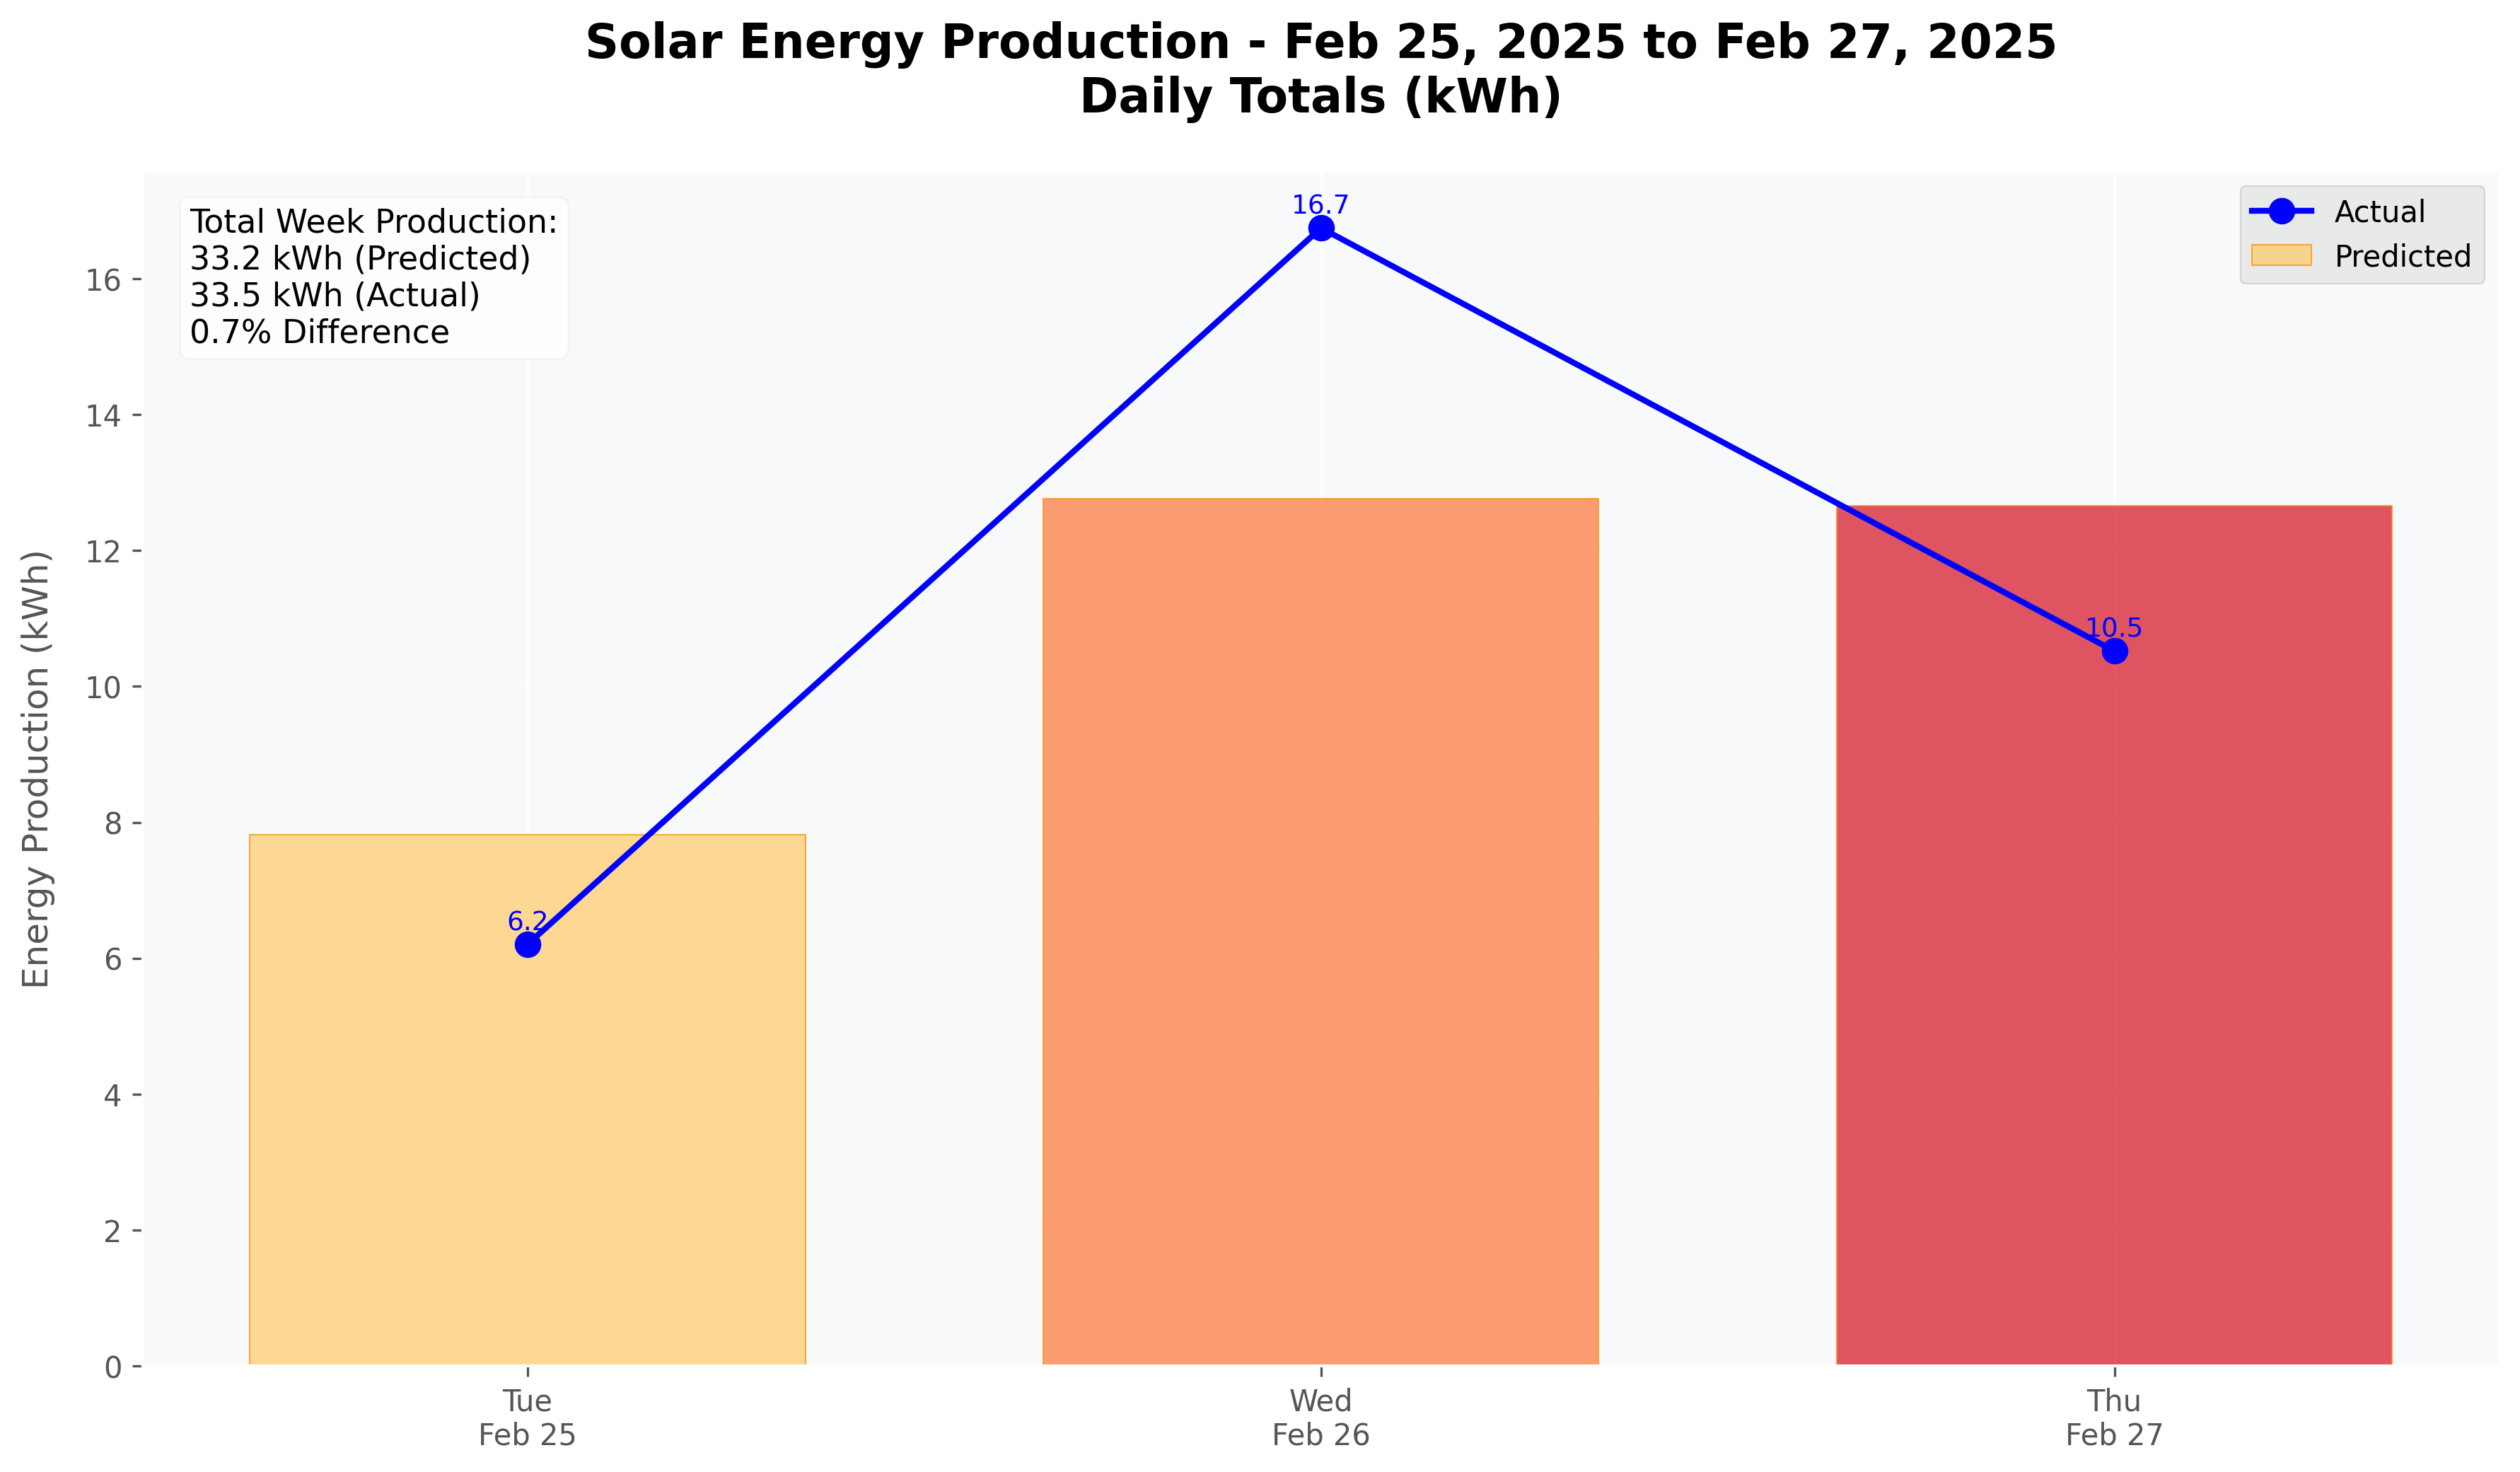 Solar Energy Production - Feb 25, 2025 to Feb 27, 2025
Daily Totals (kWh)
Total Week Production:
33.2 kWh (Predicted)
33.5 kWh (Actual)
0.7% Difference
Actual
Predicted
16.7
10.5
6.2
Energy Production (kWh)
16
14
12
10
8
6
4
2
0
Tue
Feb 25
Wed
Feb 26
Thu
Feb 27